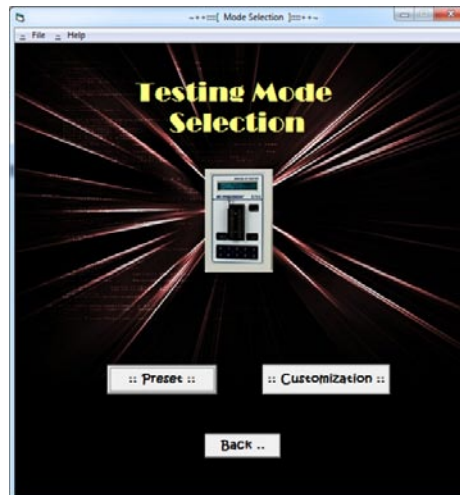 ~++==[ Mode Selection ]==++~
File Help
Testing Mode
Selection
:: Preset ::
:: Customization ::
Back ..